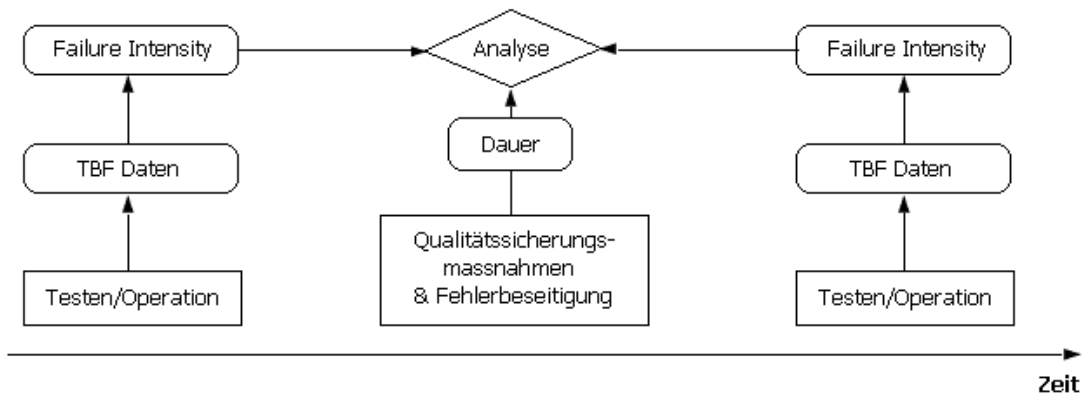 Failure Intensity
Analyse
Failure Intensity
TBF Daten
Dauer
TBF Daten
Testen/Operation
Qualitätssicherungs-
massnahmen
& Fehlerbeseitigung
Testen/Operation
Zeit